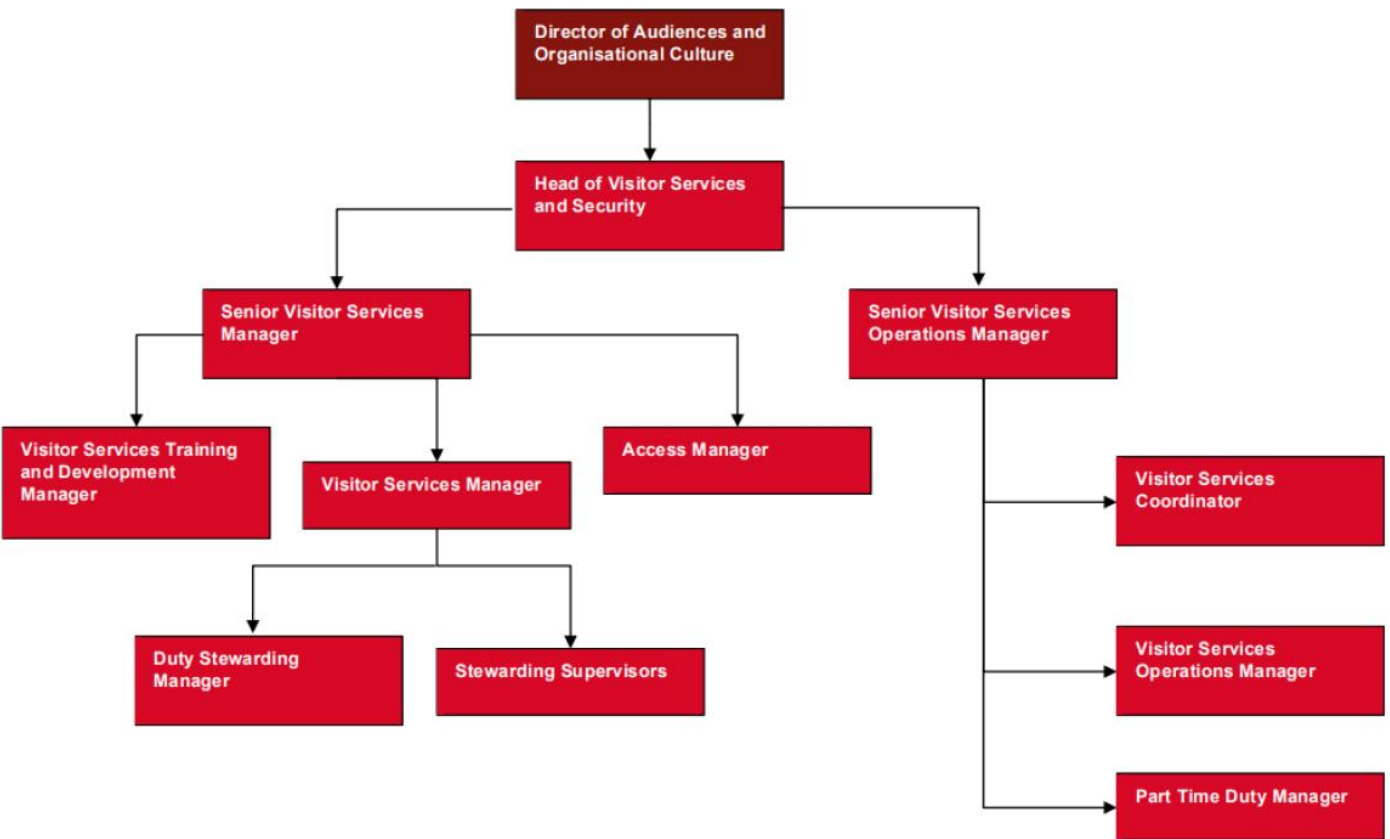 Director of Audiences and
Organisational Culture
Head of Visitor Services
and Security
Senior Visitor Services
Manager
Senior Visitor Services
Operations Manager
Visitor Services Training
and Development
Manager
Visitor Services Manager
Access Manager
Visitor Services
Coordinator
Duty Stewarding
Manager
Stewarding Supervisors
Visitor Services
Operations Manager
Part Time Duty Manager